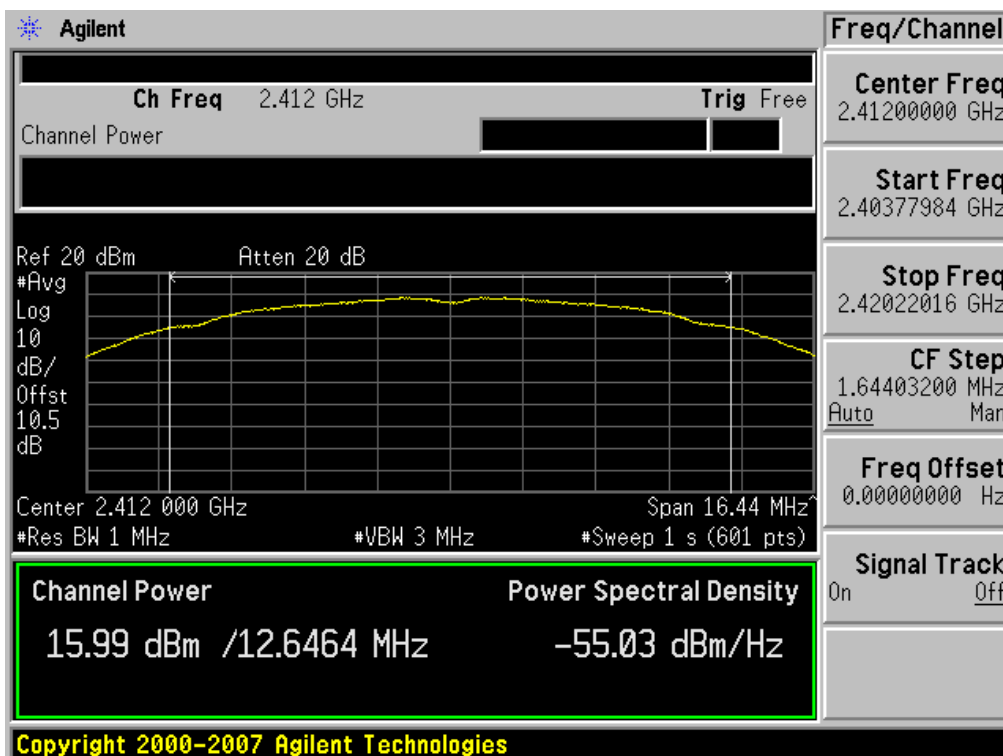 Agilent
Freq/Channel
Ch Freq 2.412 GHz
Trig Free
Channel Power
Center Freq
2.41200000 GHz
Start Freq
2.40377984 GHz
Stop Freq
2.42022016 GHz
CF Step
1.64403200 MHz
Auto Man
Freq Offset
0.00000000 Hz
Signal Track
On Off
Ref 20 dBm
Atten 20 dB
#Avg
Log
10
dB/
Offst
10.5
dB
Center 2.412 000 GHz
Span 16.44 MHz^
#Res BW 1 MHz
#VBW 3 MHz
#Sweep 1 s (601 pts)
Channel Power
Power Spectral Density
15.99 dBm /12.6464 MHz
-55.03 dBm/Hz
Copyright 2000-2007 Agilent Technologies